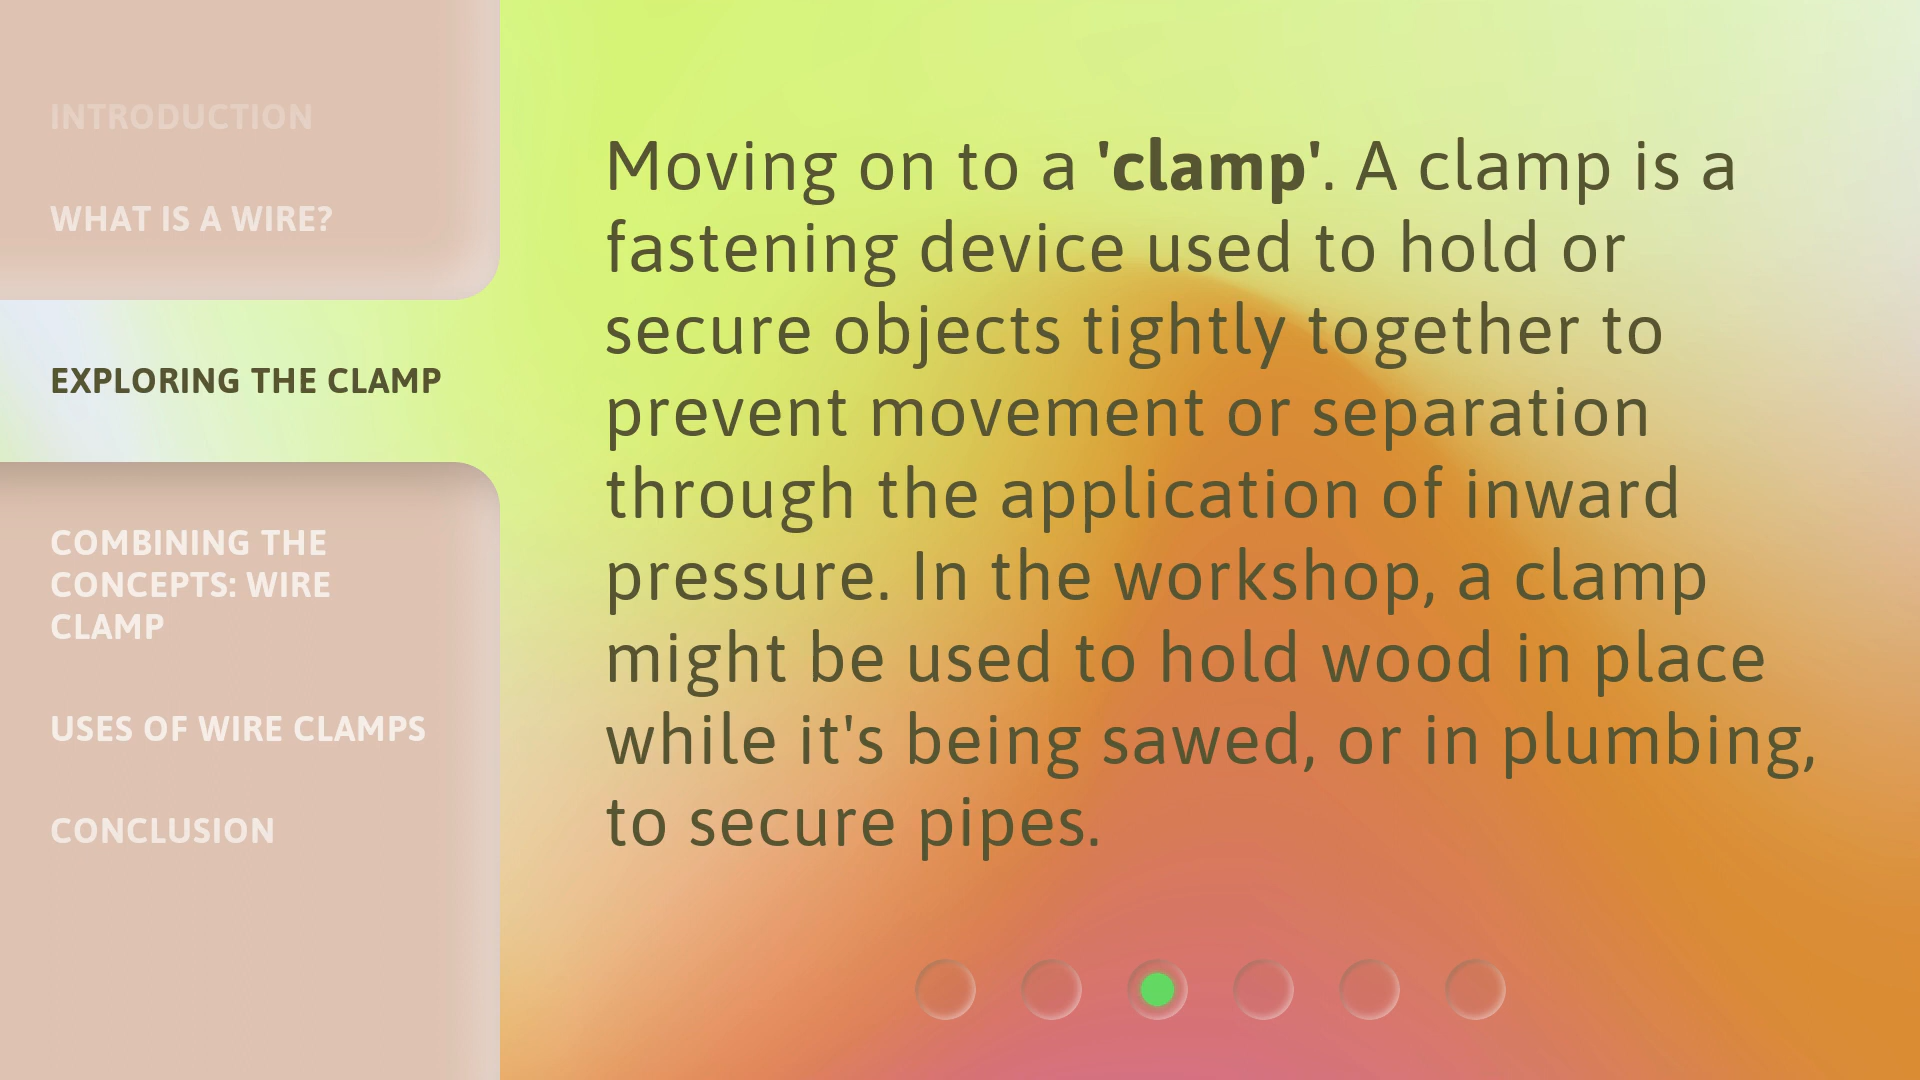 INTRODUCTION
WHAT IS A WIRE?
EXPLORING THE CLAMP
COMBINING THE
CONCEPTS: WIRE
CLAMP
USES OF WIRE CLAMPS
CONCLUSION
Moving on to a 'clamp'. A clamp is a
fastening device used to hold or
secure objects tightly together to
prevent movement or separation
through the application of inward
pressure. In the workshop, a clamp
might be used to hold wood in place
while it's being sawed, or in plumbing,
to secure pipes.